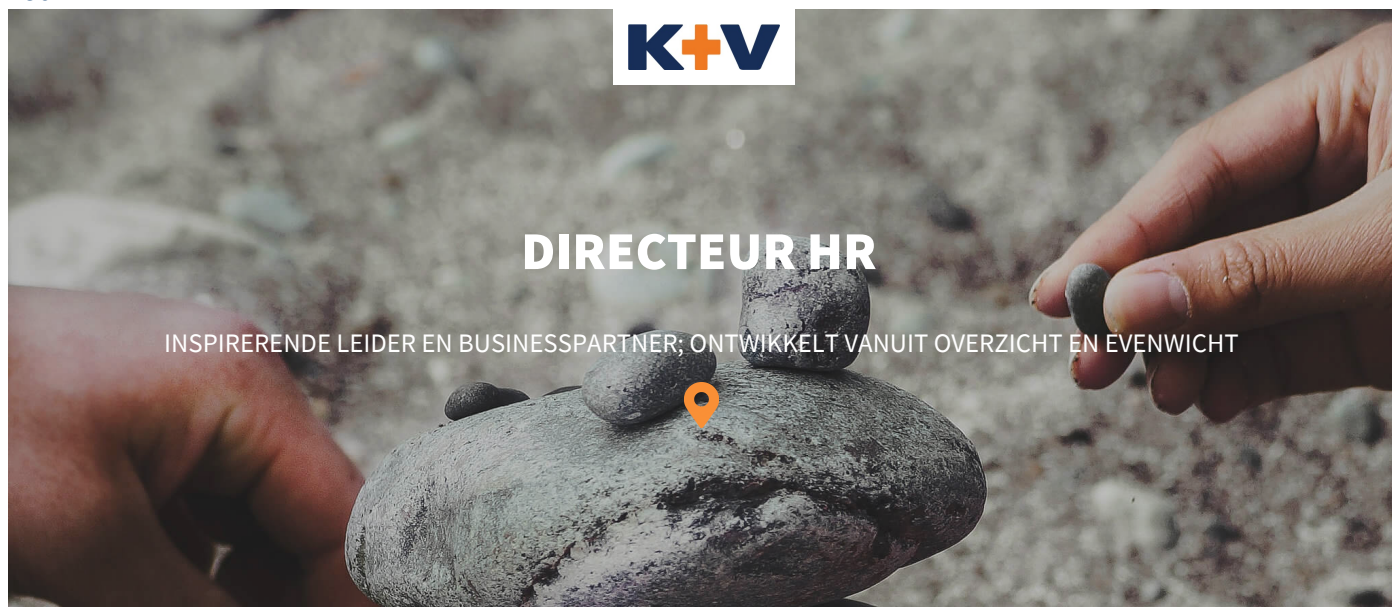 K+V
DIRECTEUR HR
INSPIRERENDE LEIDER EN BUSINESSPARTNER; ONTWIKKELT VANUIT OVERZICHT EN EVENWICHT